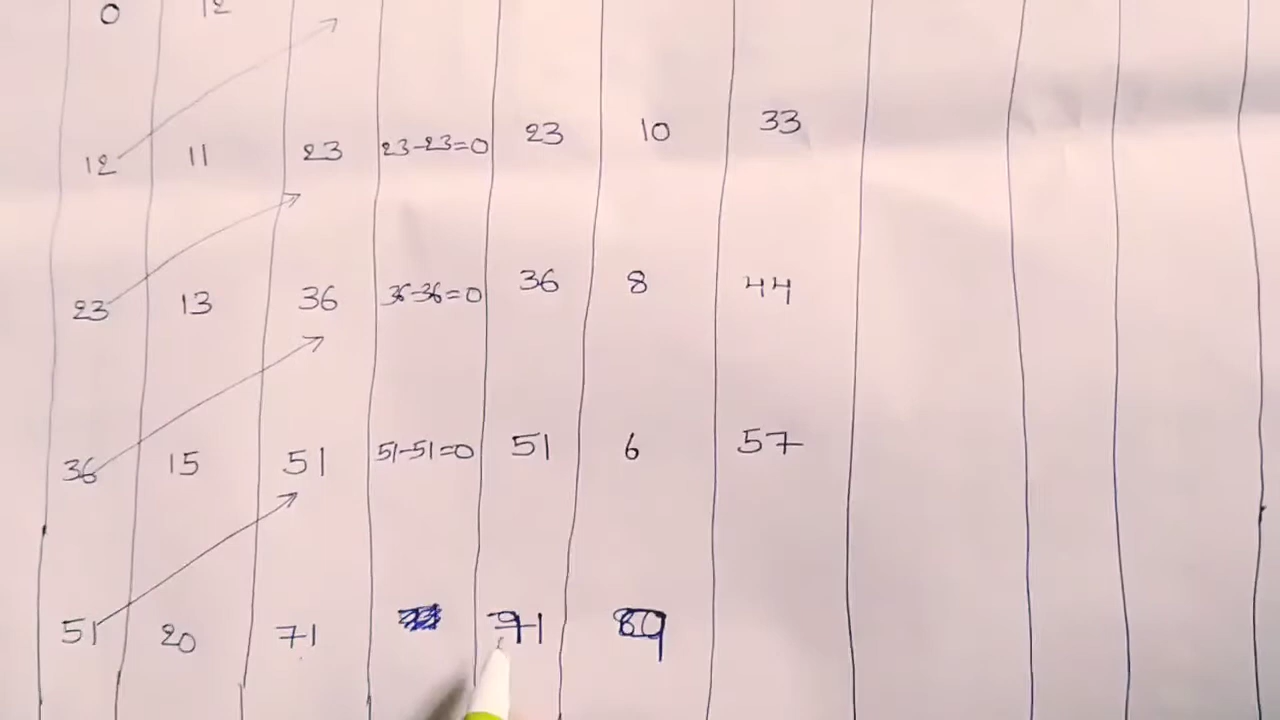 0 12
12 11 23 23-23=0 23 10 33
23 13 36 36-36=0 36 8 44
36 15 51 51-51=0 51 6 57
51 20 71 71